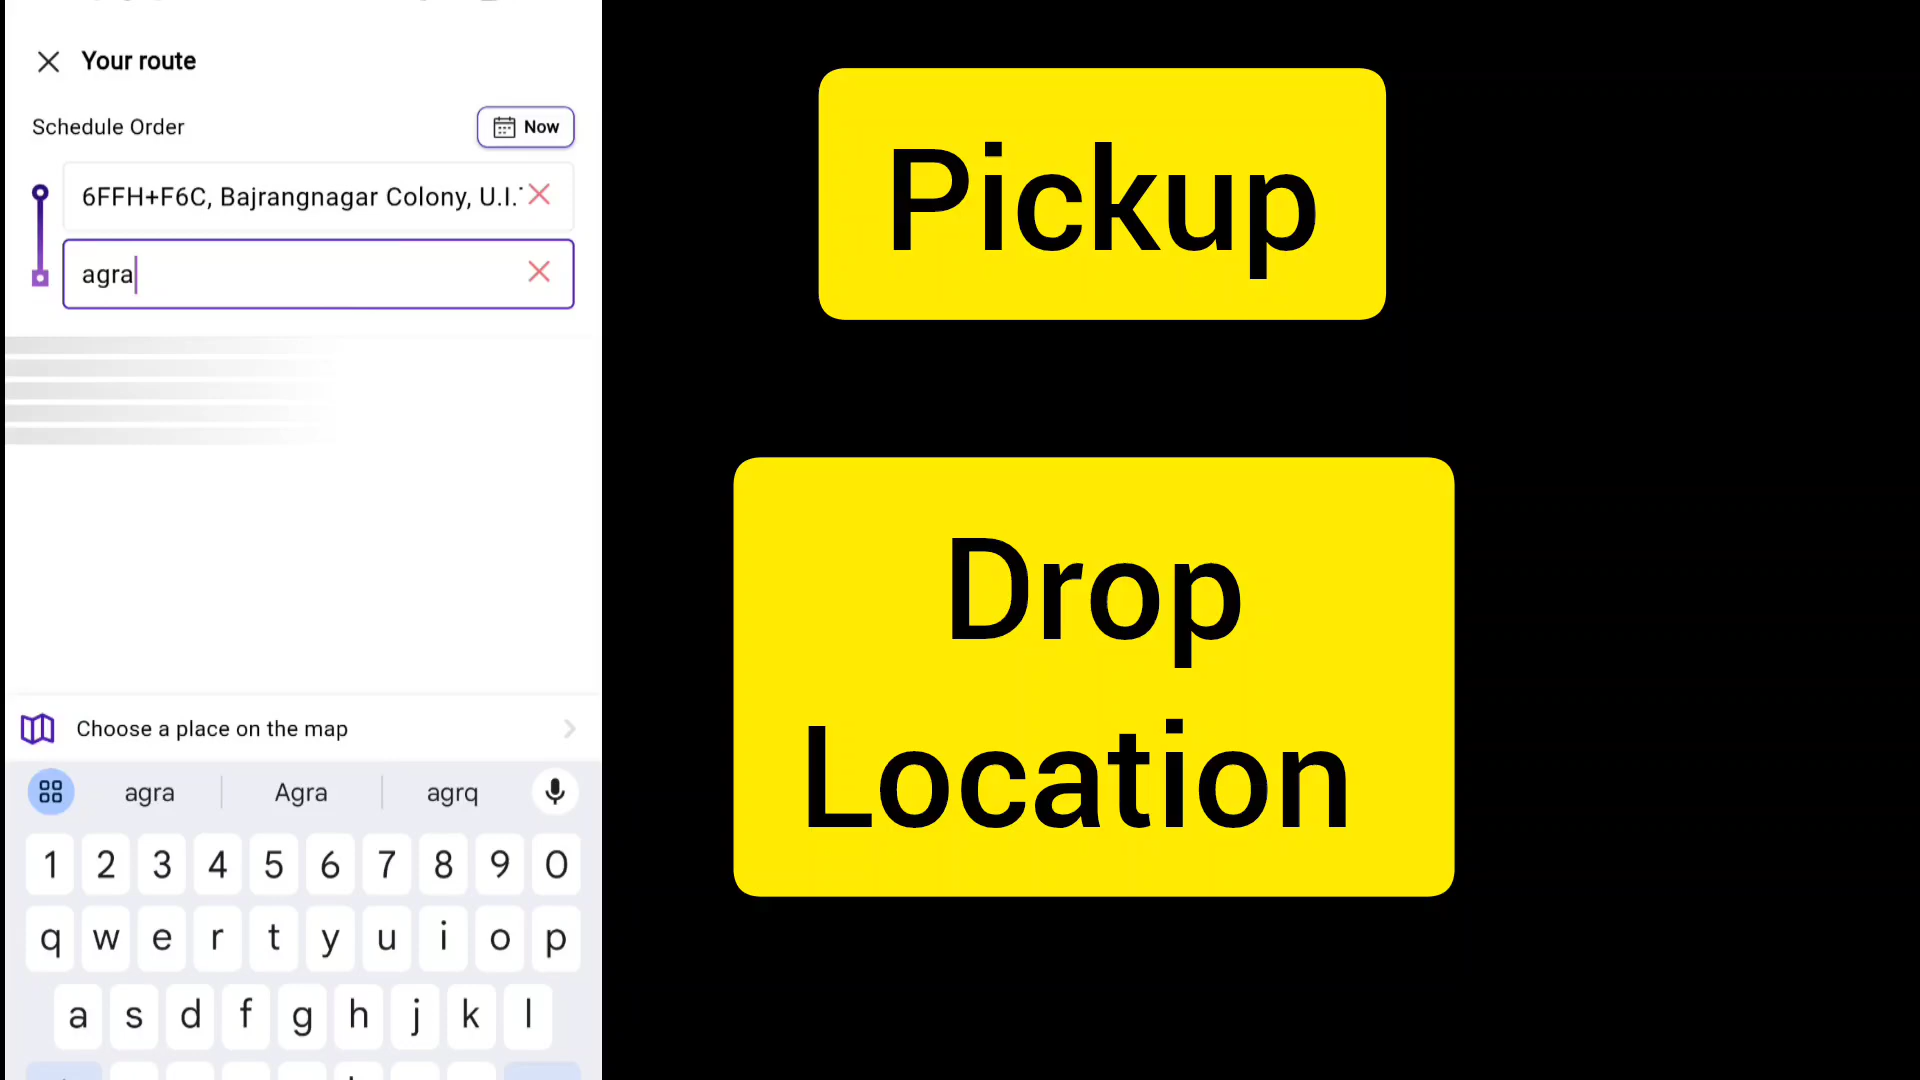 Your route
Schedule Order
Now
6FFH+F6C, Bajrangnagar Colony, U.I.
agra
Choose a place on the map
agra Agra agrq
1 2 3 4 5 6 7 8 9 0
q w e r t y u i o p
a s d f g h j k l
Pickup
Drop
Location